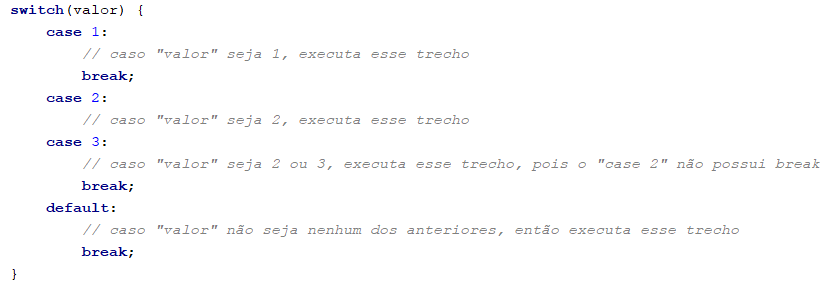 switch(valor) {
    case 1:
        // caso "valor" seja 1, executa esse trecho
        break;
    case 2:
        // caso "valor" seja 2, executa esse trecho
    case 3:
        // caso "valor" seja 2 ou 3, executa esse trecho, pois o "case 2" não possui break
        break;
    default:
        // caso "valor" não seja nenhum dos anteriores, então executa esse trecho
        break;
}